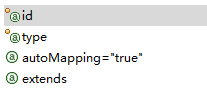 id
type
autoMapping="true"
extends